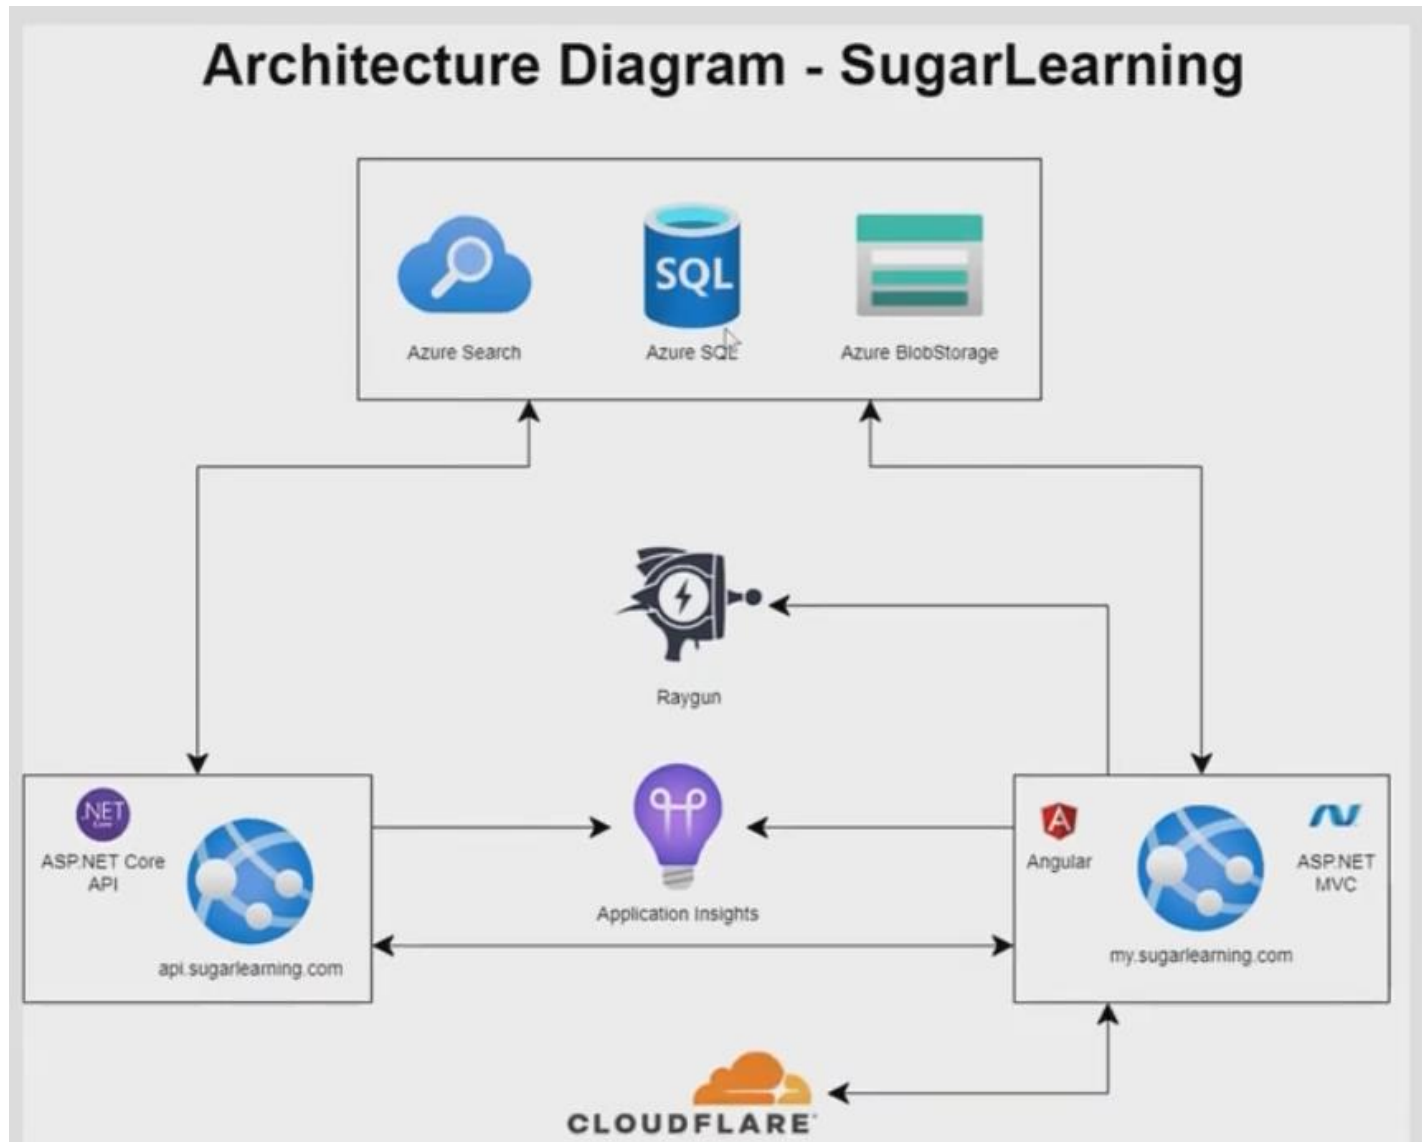 Architecture Diagram - SugarLearning
SQL
Azure Search
Azure SQL
Azure BlobStorage
Raygun
.NET
Core
ASP.NET Core
API
api.sugarlearning.com
Application Insights
Angular
ASP.NET
MVC
my.sugarlearning.com
CLOUDFLARE